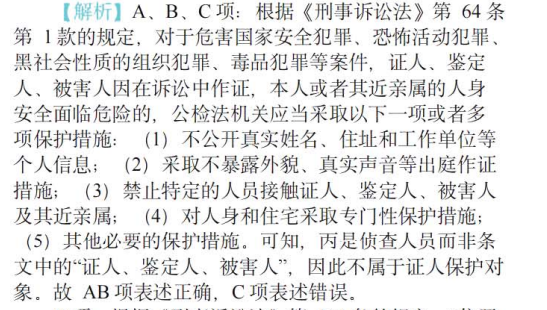 【解析】A、B、C 项：根据《刑事诉讼法》第 64 条
第 1 款的规定，对于危害国家安全犯罪、恐怖活动犯罪、
黑社会性质的组织犯罪、毒品犯罪等案件，证人、鉴定
人、被害人因在诉讼中作证，本人或者其近亲属的人身
安全面临危险的，公检法机关应当采取以下一项或者多
项保护措施：（1）不公开真实姓名、住址和工作单位等
个人信息；（2）采取不暴露外貌、真实声音等出庭作证
措施；（3）禁止特定的人员接触证人、鉴定人、被害人
及其近亲属；（4）对人身和住宅采取专门性保护措施；
（5）其他必要的保护措施。可知，丙是侦查人员而非条
文中的“证人、鉴定人、被害人”，因此不属于证人保护对
象。故 AB 项表述正确，C 项表述错误。